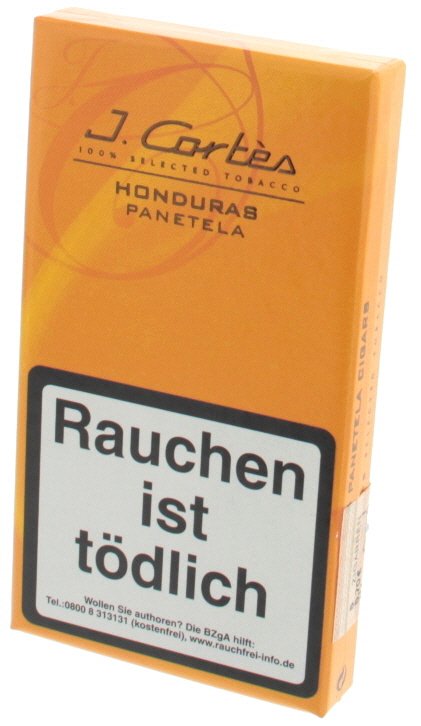 J. Cortès
100% SELECTED TOBACCO
HONDURAS
PANETELA
Rauchen
ist
tödlich
Wollen Sie authoren? Die BZgA hilft:
Tel.:0800 8 313131 (kostenfrei), www.rauchfrei-info.de
PANETELA CIGARS